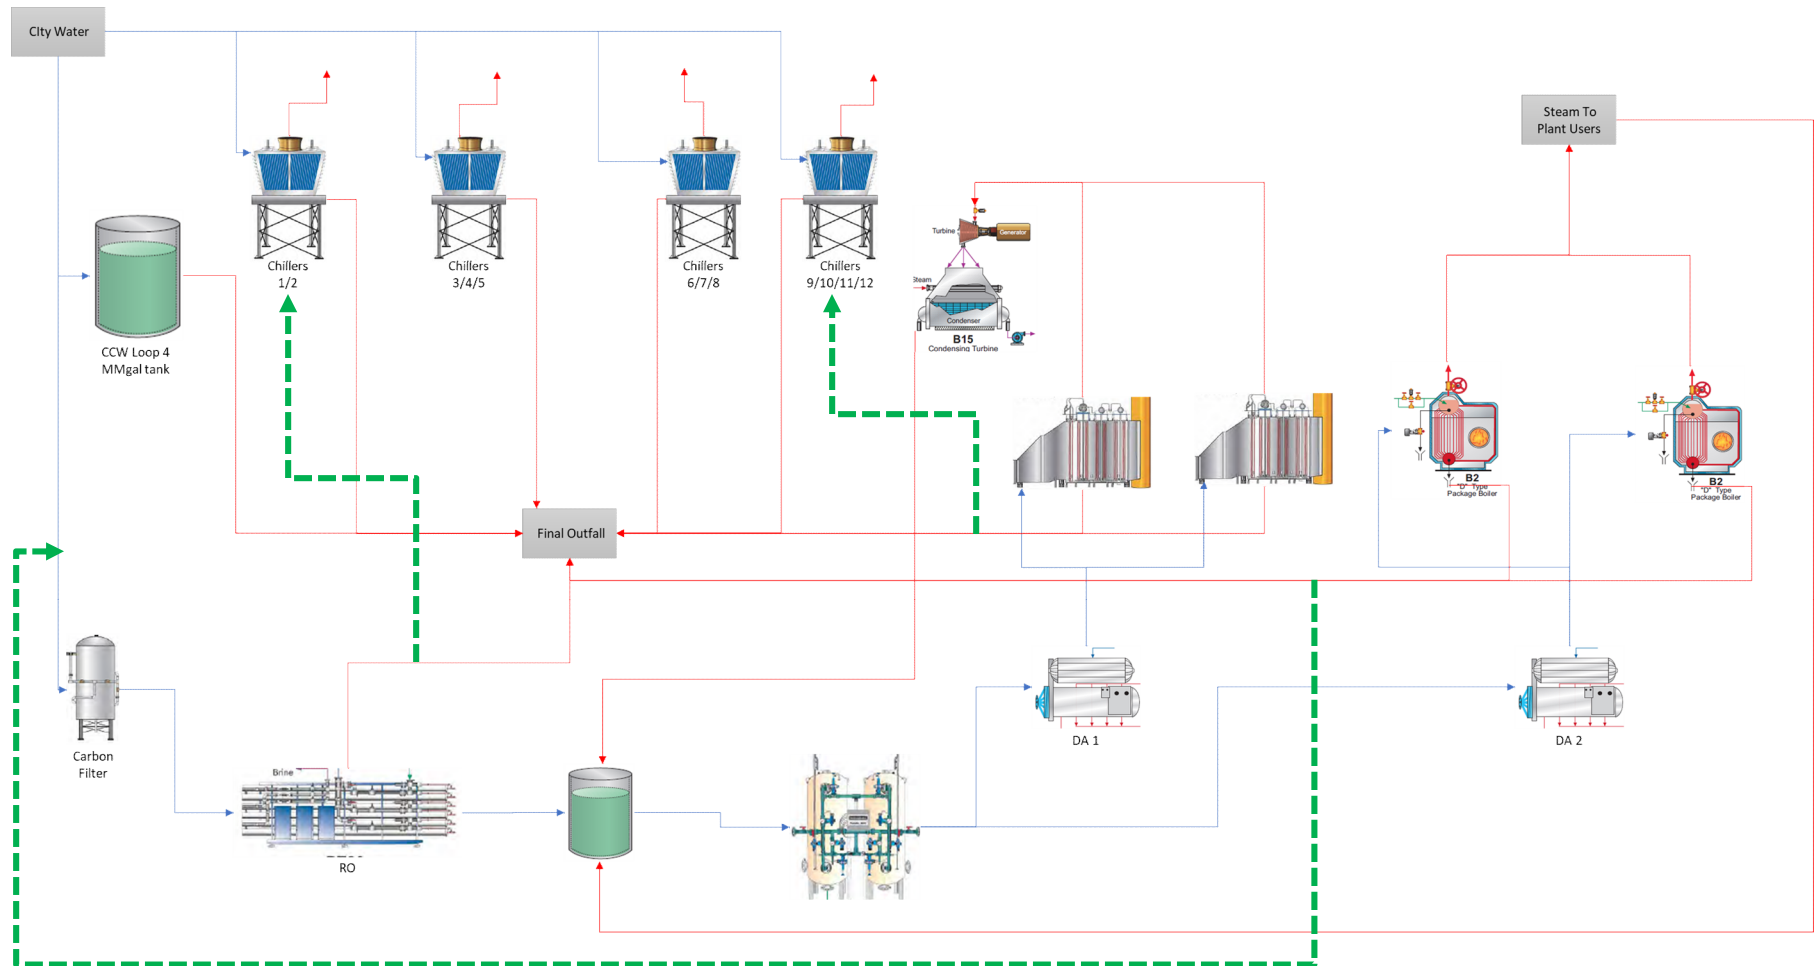 CIty Water
Steam To
Plant Users
Turbine
Generator
Chillers
1/2
Chillers
3/4/5
Chillers
6/7/8
Chillers
9/10/11/12
Steam
Condenser
B15
Condensing Turbine
CCW Loop 4
MMgal tank
B2
"D" Type
Package Boiler
B2
"D" Type
Package Boiler
Final Outfall
Carbon
Filter
DA 1
DA 2
Brine
RO